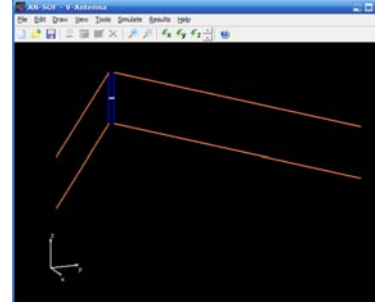 AN-SOF - V-Antenna
File Edit Draw View Tools Simulate Results Help
x y z
z
y
x